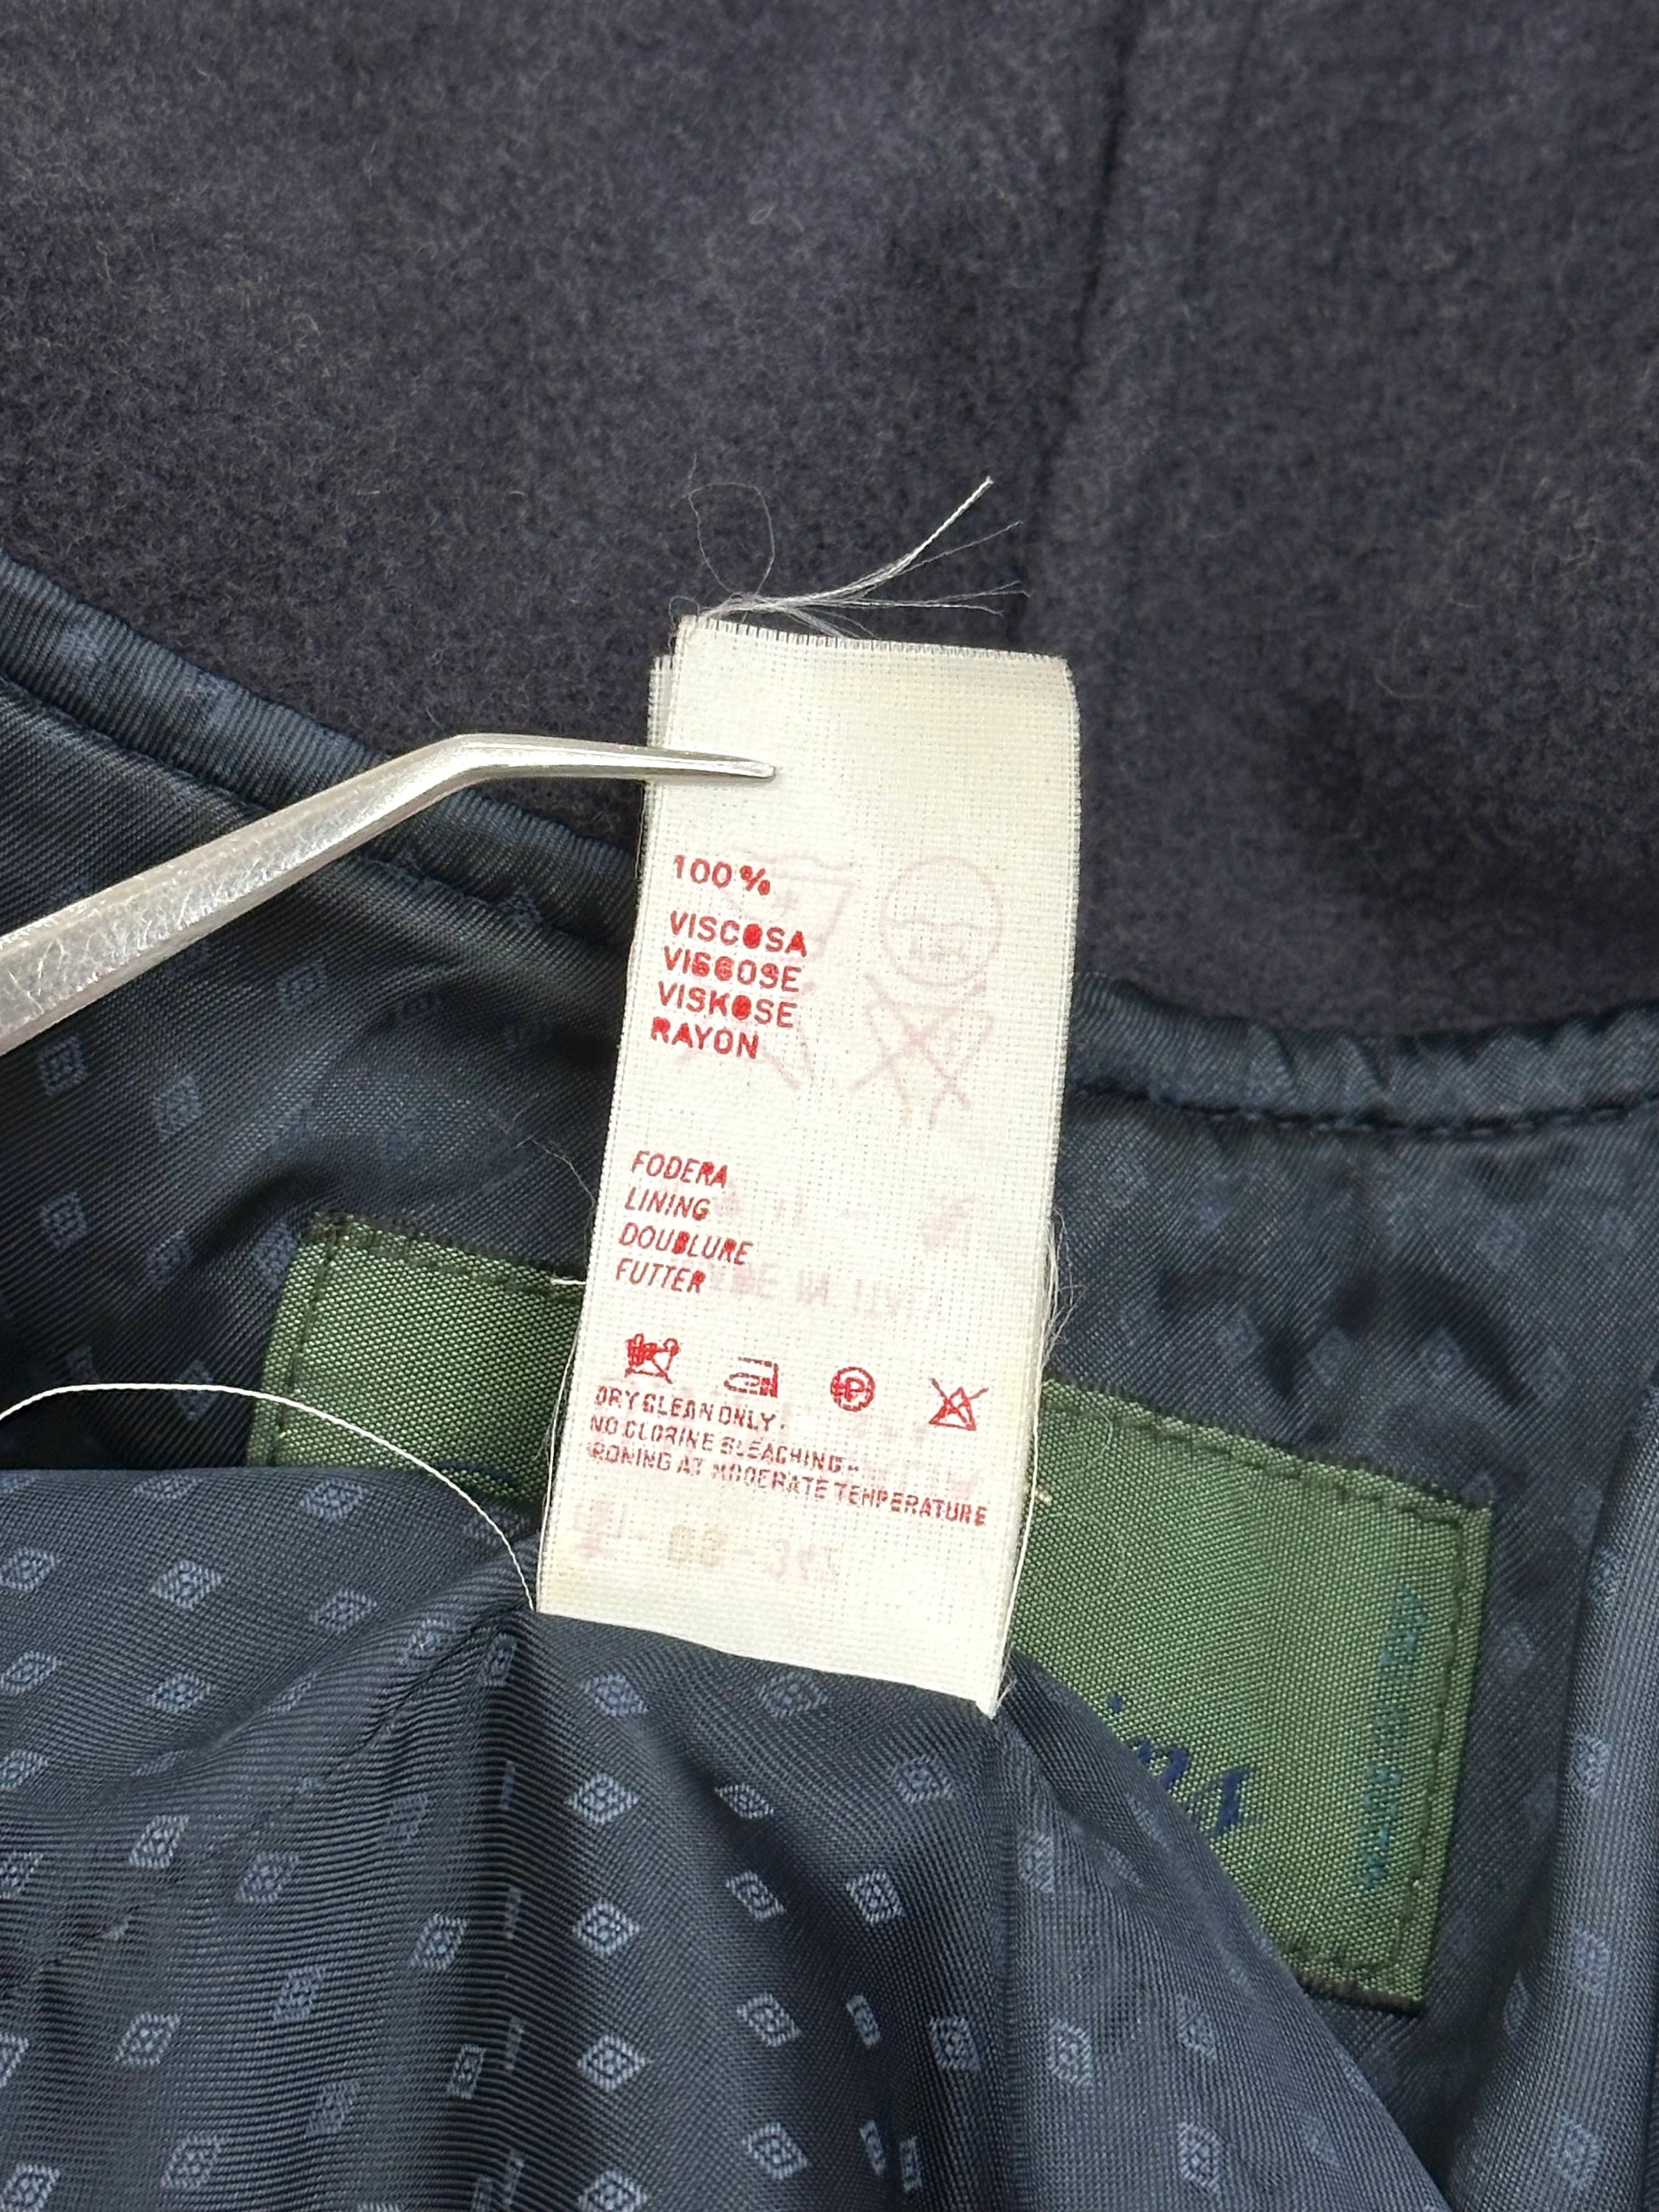 100%
VISCOSA
VISCOSE
VISKOSE
RAYON
FODERA
LINING
DOUBLURE
FUTTER
P
DRY CLEAN ONLY.
NO CLORINE BLEACHING -
IRONING AT MODERATE TEMPERATURE